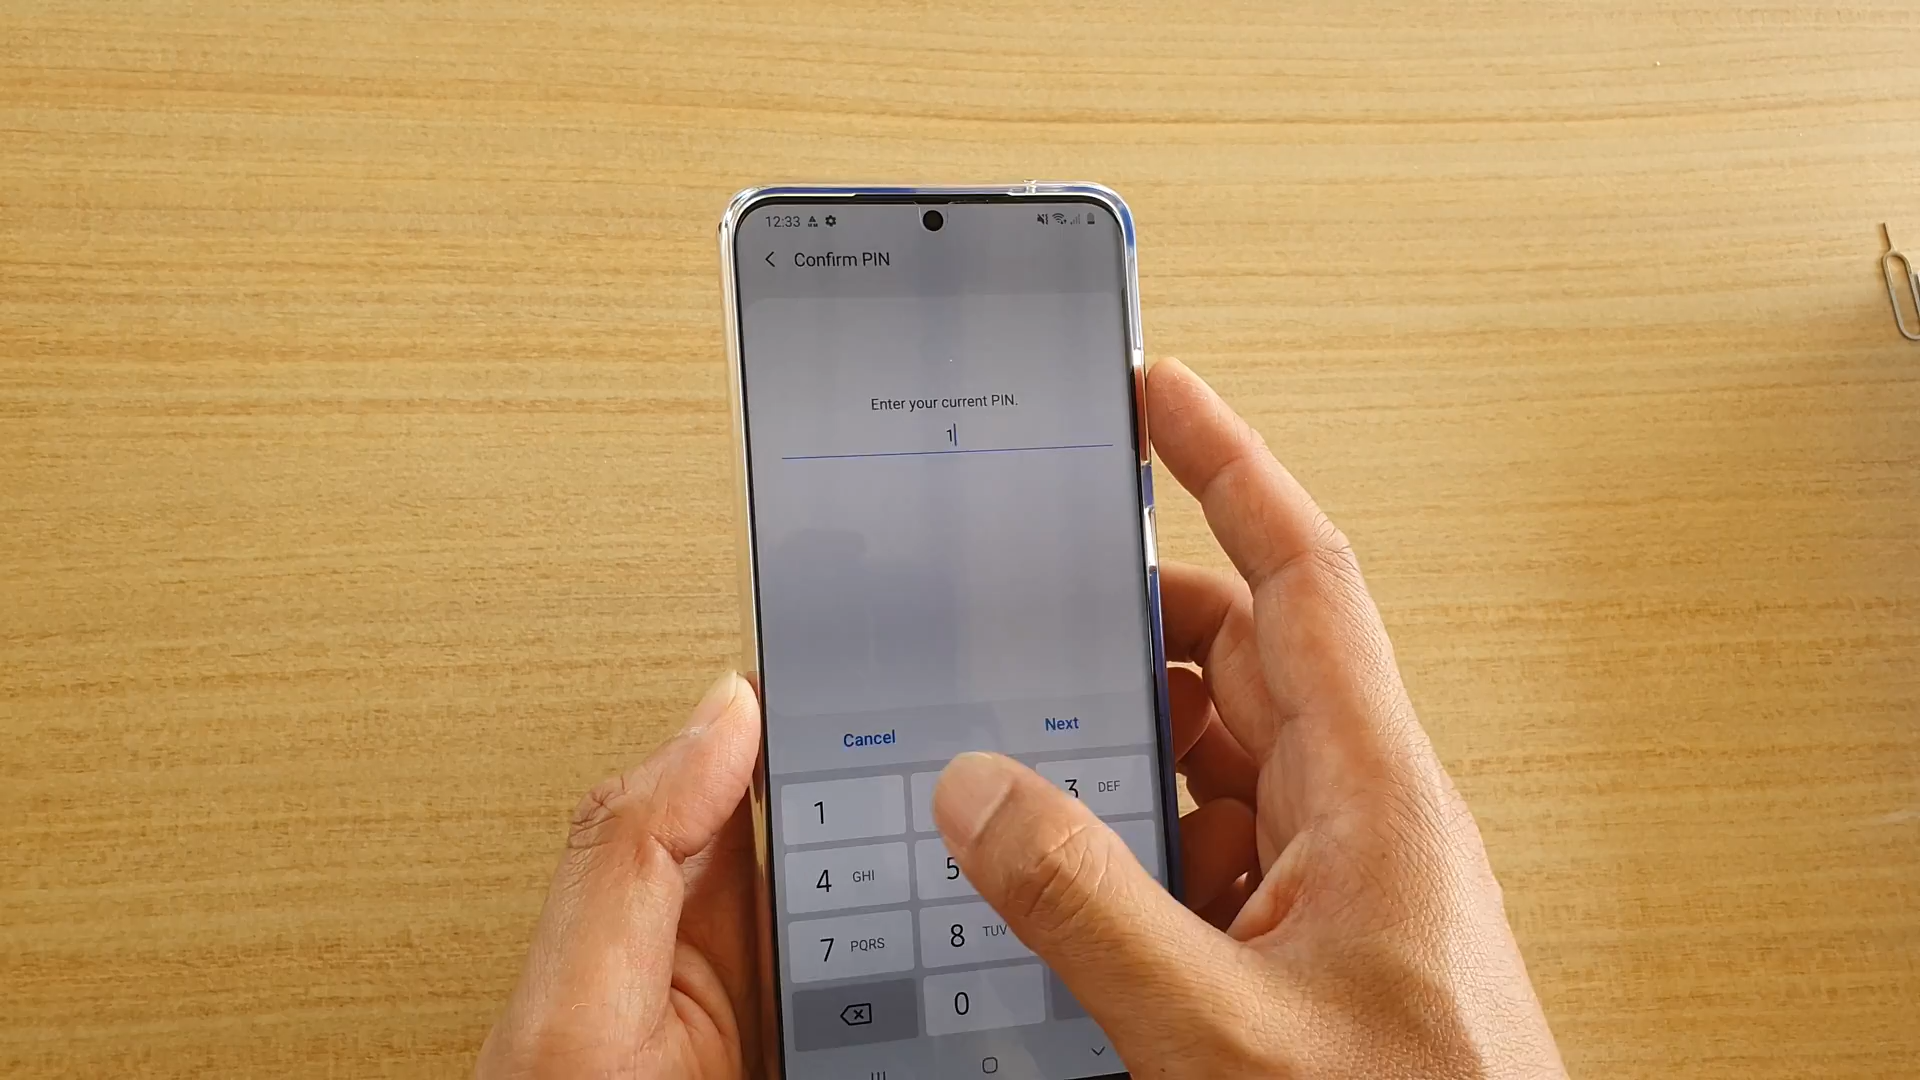 12:33
Confirm PIN
Enter your current PIN.
1
Cancel
Next
1
3 DEF
4 GHI
5
7 PQRS
8 TUV
0